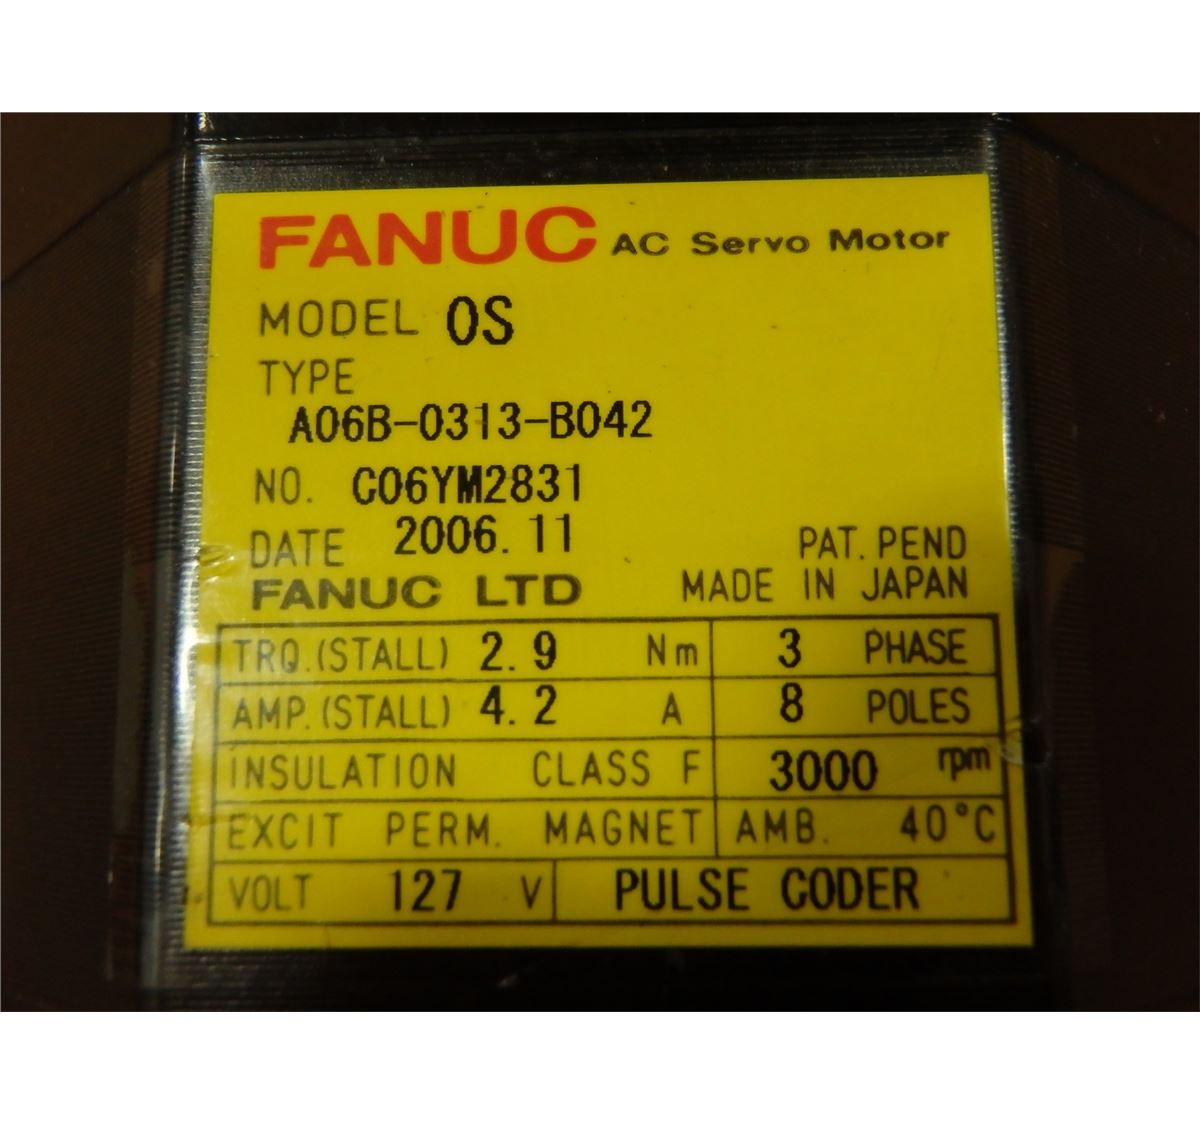 FANUC AC Servo Motor
MODEL 0S
TYPE
A06B-0313-B042
NO. C06YM2831
DATE 2006.11
PAT. PEND
FANUC LTD MADE IN JAPAN
TRQ.(STALL) 2.9 Nm 3 PHASE
AMP.(STALL) 4.2 A 8 POLES
INSULATION CLASS F 3000 rpm
EXCIT PERM. MAGNET AMB. 40°C
VOLT 127 V PULSE CODER